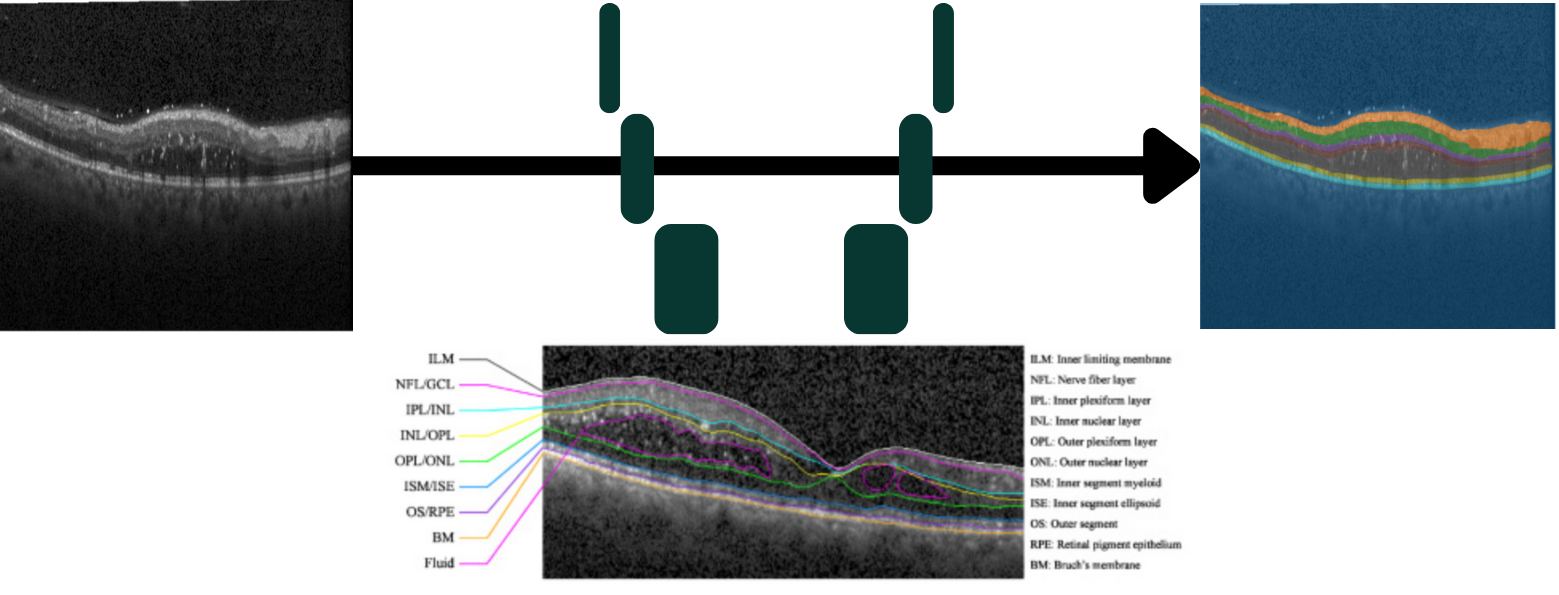 ILM
NFL/GCL
IPL/INL
INL/OPL
OPL/ONL
ISM/ISE
OS/RPE
BM
Fluid
ILM: Inner limiting membrane
NFL: Nerve fiber layer
IPL: Inner plexiform layer
INL: Inner nuclear layer
OPL: Outer plexiform layer
ONL: Outer nuclear layer
ISM: Inner segment myeloid
ISE: Inner segment ellipsoid
OS: Outer segment
RPE: Retinal pigment epithelium
BM: Bruch's membrane